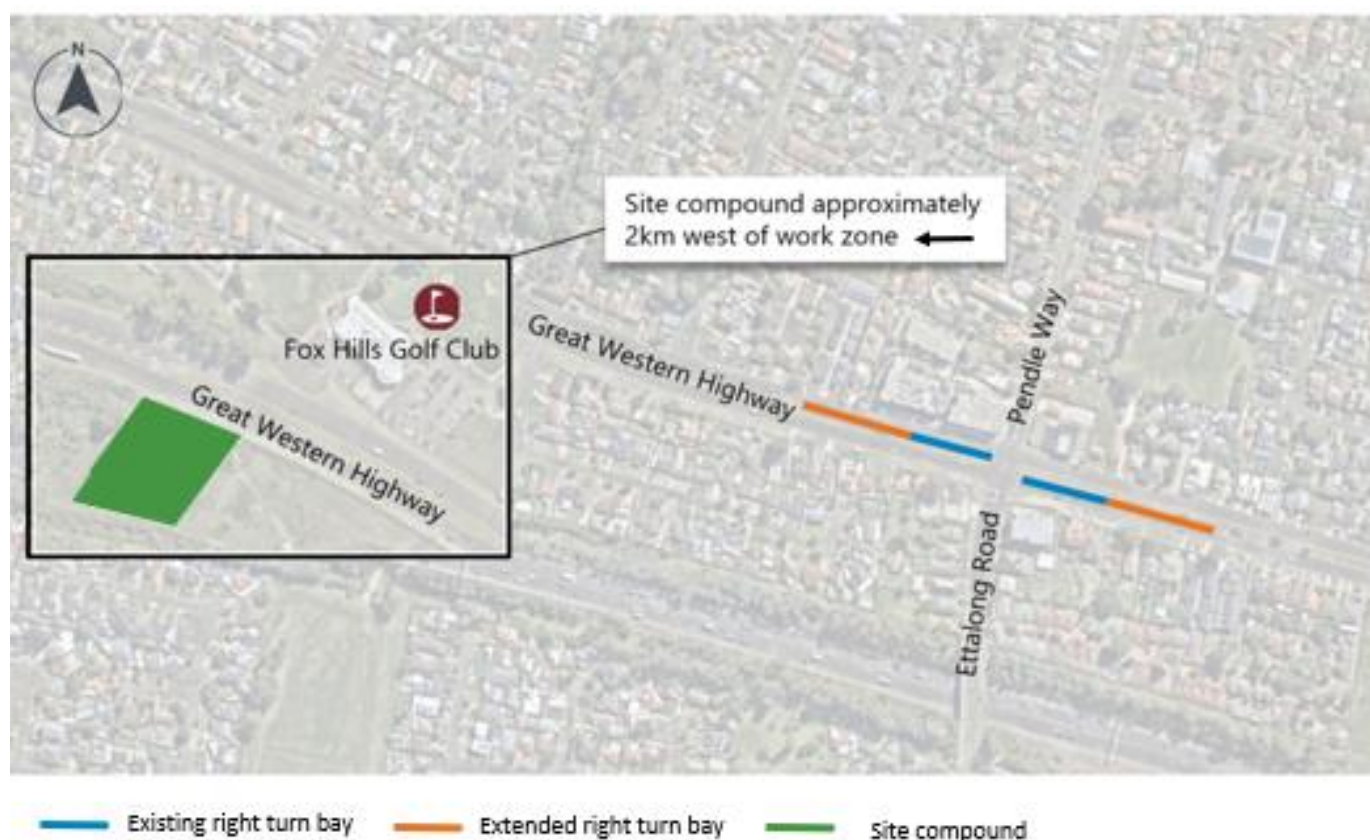 N
Site compound approximately
2km west of work zone
Fox Hills Golf Club
Great Western Highway
Great Western Highway
Pendle Way
Ettalong Road
Existing right turn bay
Extended right turn bay
Site compound